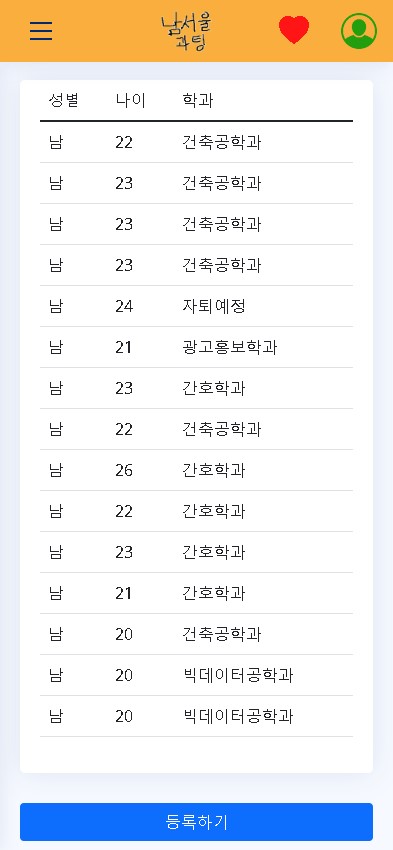 남서울
과팅
성별 나이 학과
남 22 건축공학과
남 23 건축공학과
남 23 건축공학과
남 23 건축공학과
남 24 자퇴예정
남 21 광고홍보학과
남 23 간호학과
남 22 건축공학과
남 26 간호학과
남 22 간호학과
남 23 간호학과
남 21 간호학과
남 20 건축공학과
남 20 빅데이터공학과
남 20 빅데이터공학과
등록하기